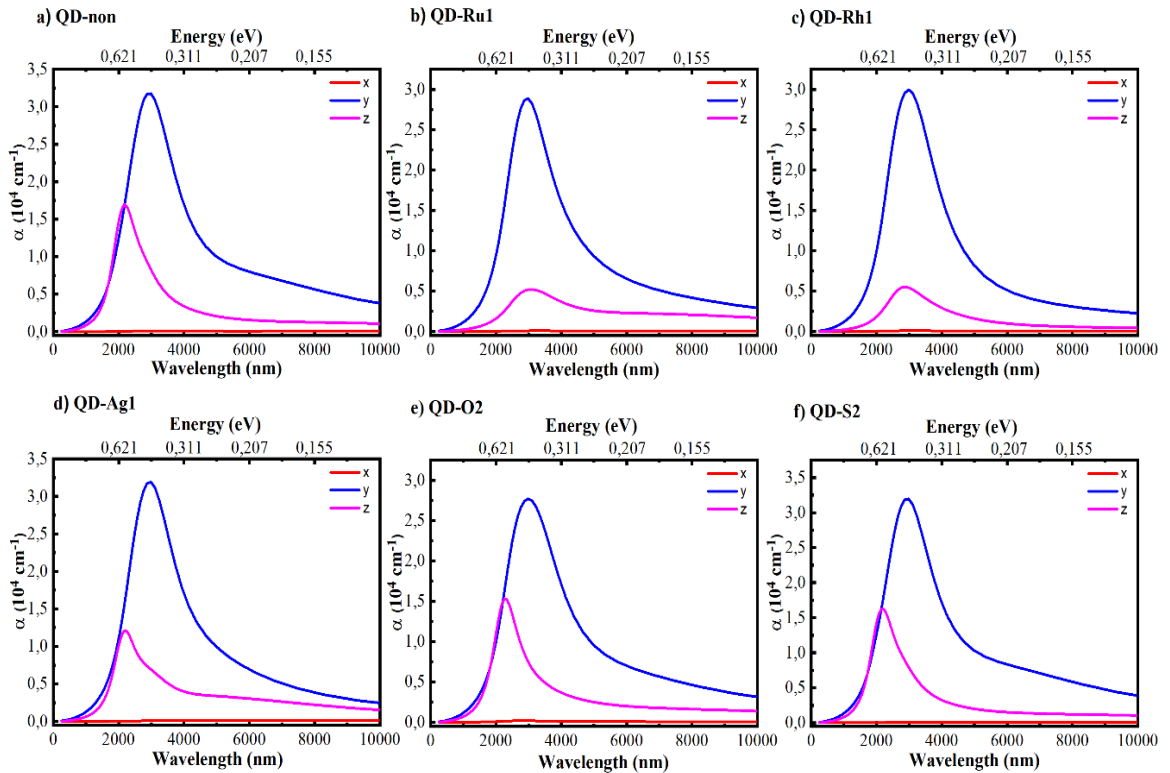 a) QD-non
Energy (eV)
0,621 0,311 0,207 0,155
3,5
3,0
2,5
2,0
1,5
1,0
0,5
0,0
α (10⁴ cm⁻¹)
x
y
z
0 2000 4000 6000 8000 10000
Wavelength (nm)
b) QD-Ru1
Energy (eV)
0,621 0,311 0,207 0,155
3,0
2,5
2,0
1,5
1,0
0,5
0,0
α (10⁴ cm⁻¹)
x
y
z
0 2000 4000 6000 8000 10000
Wavelength (nm)
c) QD-Rh1
Energy (eV)
0,621 0,311 0,207 0,155
3,0
2,5
2,0
1,5
1,0
0,5
0,0
α (10⁴ cm⁻¹)
x
y
z
0 2000 4000 6000 8000 10000
Wavelength (nm)
d) QD-Ag1
Energy (eV)
0,621 0,311 0,207 0,155
3,5
3,0
2,5
2,0
1,5
1,0
0,5
0,0
α (10⁴ cm⁻¹)
x
y
z
0 2000 4000 6000 8000 10000
Wavelength (nm)
e) QD-O2
Energy (eV)
0,621 0,311 0,207 0,155
3,0
2,5
2,0
1,5
1,0
0,5
0,0
α (10⁴ cm⁻¹)
x
y
z
0 2000 4000 6000 8000 10000
Wavelength (nm)
f) QD-S2
Energy (eV)
0,621 0,311 0,207 0,155
3,5
3,0
2,5
2,0
1,5
1,0
0,5
0,0
α (10⁴ cm⁻¹)
x
y
z
0 2000 4000 6000 8000 10000
Wavelength (nm)